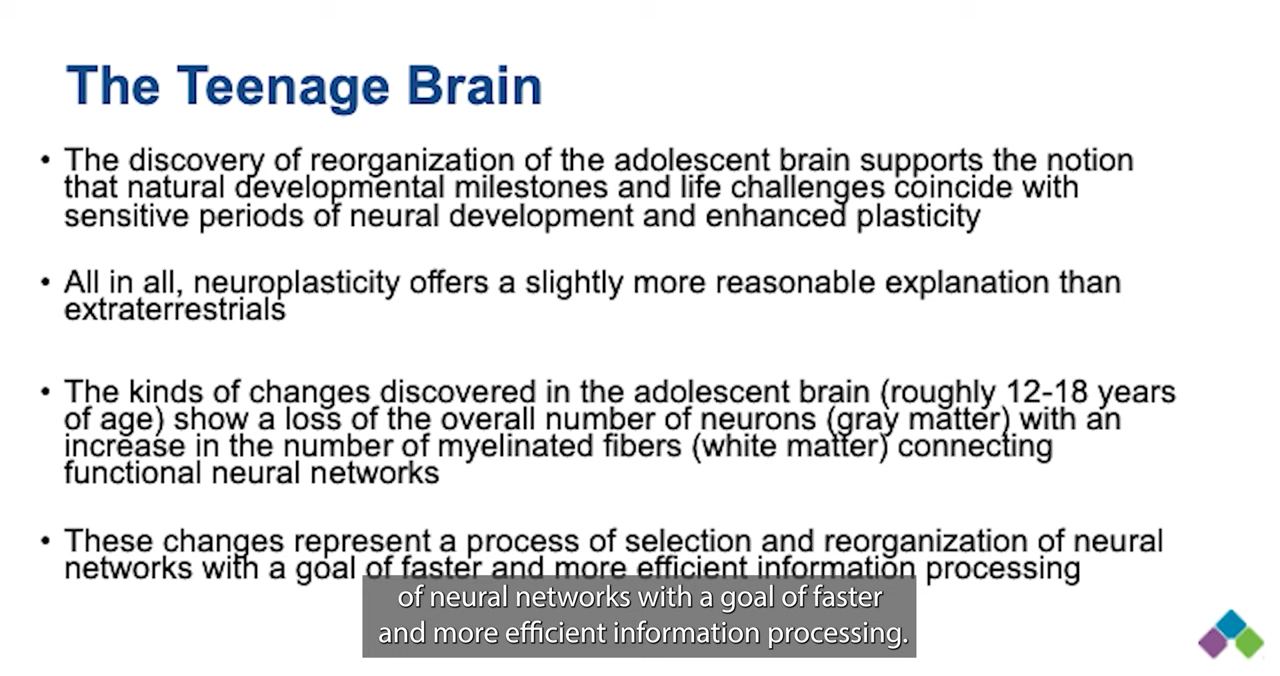 The Teenage Brain
• The discovery of reorganization of the adolescent brain supports the notion
that natural developmental milestones and life challenges coincide with
sensitive periods of neural development and enhanced plasticity
• All in all, neuroplasticity offers a slightly more reasonable explanation than
extraterrestrials
• The kinds of changes discovered in the adolescent brain (roughly 12-18 years
of age) show a loss of the overall number of neurons (gray matter) with an
increase in the number of myelinated fibers (white matter) connecting
functional neural networks
• These changes represent a process of selection and reorganization of neural
networks with a goal of faster and more efficient information processing
of neural networks with a goal of faster
and more efficient information processing.